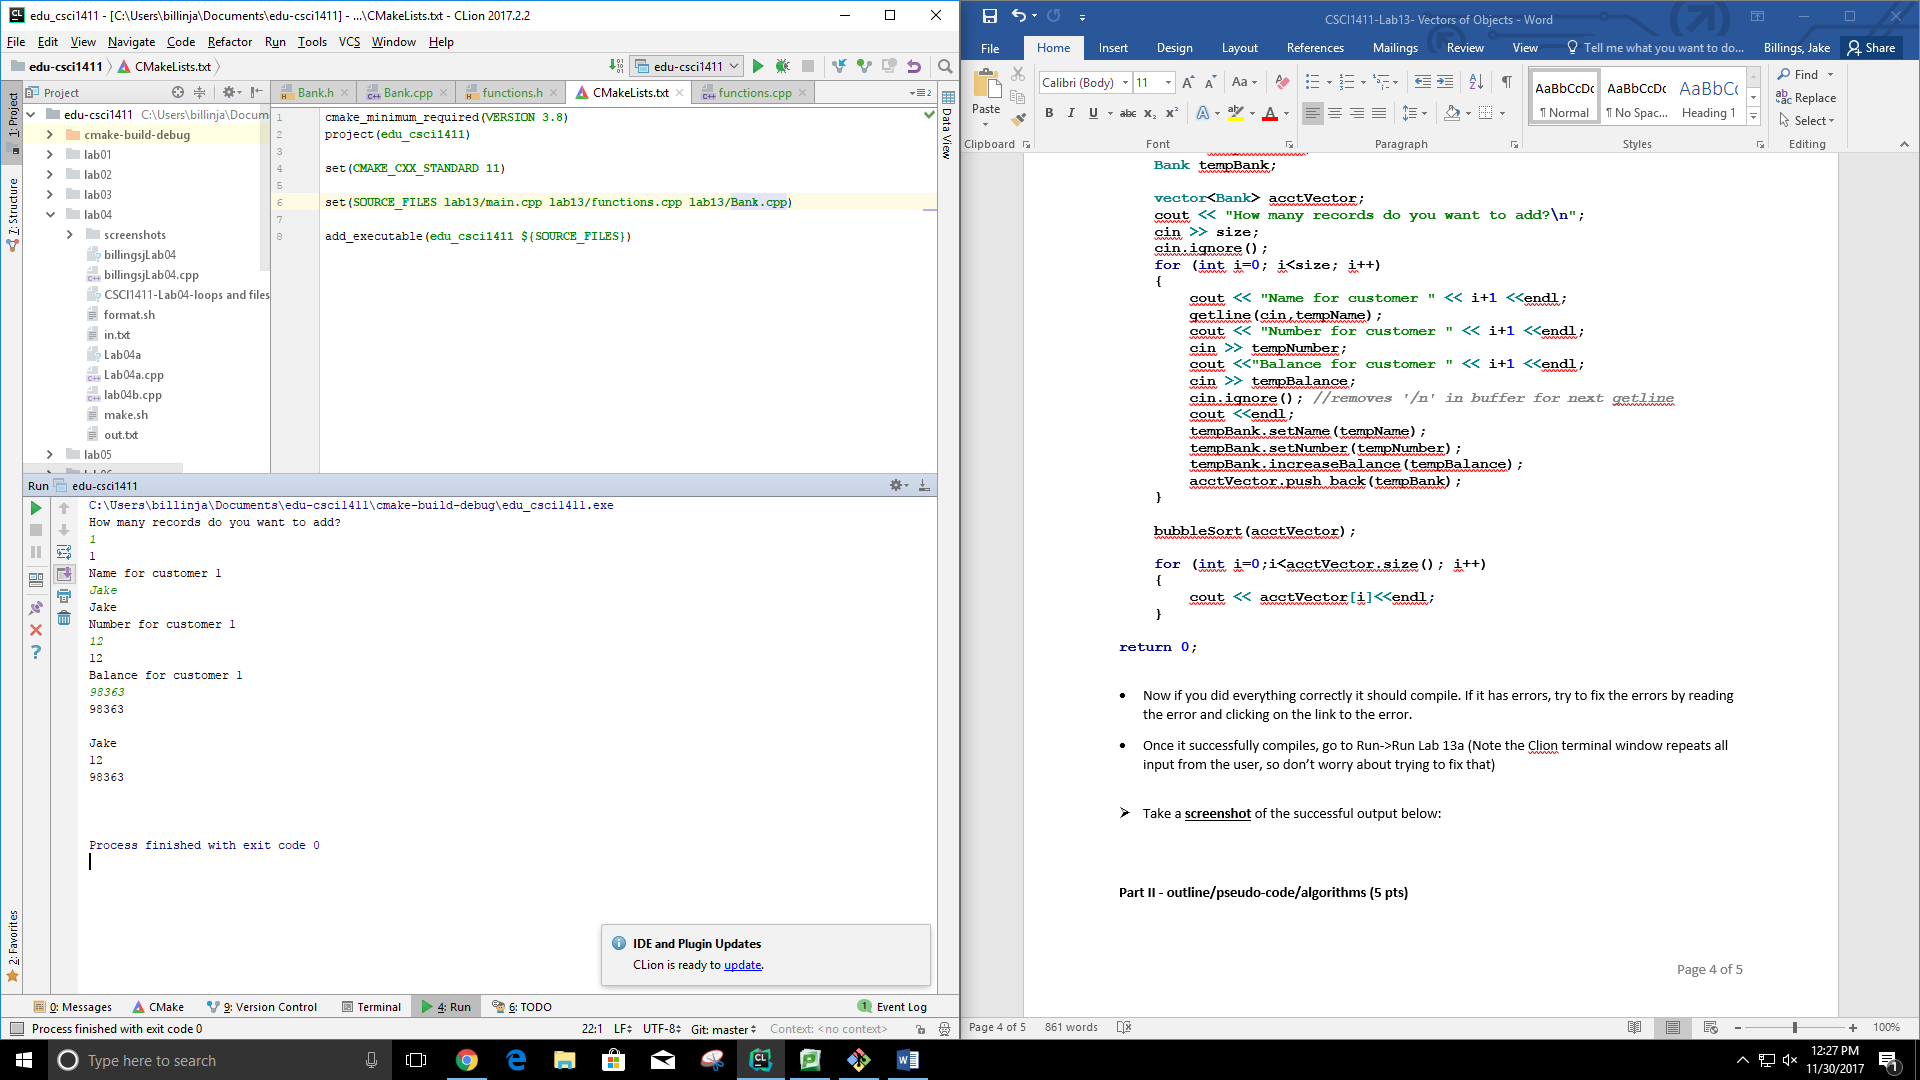 edu_csci1411 - [C:\Users\billinja\Documents\edu-csci1411] - ...\CMakeLists.txt - CLion 2017.2.2
File Edit View Navigate Code Refactor Run Tools VCS Window Help
edu-csci1411 CMakeLists.txt edu-csci1411
Project
Bank.h Bank.cpp functions.h CMakeLists.txt functions.cpp
1: Project
7: Structure
2: Favorites
Data View
edu-csci1411 C:\Users\billinja\Docum
cmake-build-debug
lab01
lab02
lab03
lab04
screenshots
billingsjLab04
billingsjLab04.cpp
CSCI1411-Lab04-loops and files
format.sh
in.txt
Lab04a
Lab04a.cpp
lab04b.cpp
make.sh
out.txt
lab05
1 cmake_minimum_required(VERSION 3.8)
2 project(edu_csci1411)
3
4 set(CMAKE_CXX_STANDARD 11)
5
6 set(SOURCE_FILES lab13/main.cpp lab13/functions.cpp lab13/Bank.cpp)
7
8 add_executable(edu_csci1411 ${SOURCE_FILES})
Run edu-csci1411
C:\Users\billinja\Documents\edu-csci1411\cmake-build-debug\edu_csci1411.exe
How many records do you want to add?
1
1
Name for customer 1
Jake
Jake
Number for customer 1
12
12
Balance for customer 1
98363
98363
Jake
12
98363
Process finished with exit code 0
IDE and Plugin Updates
CLion is ready to update.
0: Messages CMake 9: Version Control Terminal 4: Run 6: TODO 1 Event Log
Process finished with exit code 0 22:1 LF UTF-8 Git: master Context: <no context>
CSCI1411-Lab13- Vectors of Objects - Word
File Home Insert Design Layout References Mailings Review View Tell me what you want to do... Billings, Jake Share
Paste
Calibri (Body) 11
AaBbCcDc AaBbCcDc AaBbCc
¶ Normal ¶ No Spac... Heading 1
Find
Replace
Select
Clipboard Font Paragraph Styles Editing
Bank tempBank;
vector<Bank> acctVector;
cout << "How many records do you want to add?\n";
cin >> size;
cin.ignore();
for (int i=0; i<size; i++)
{
cout << "Name for customer " << i+1 <<endl;
getline(cin,tempName);
cout << "Number for customer " << i+1 <<endl;
cin >> tempNumber;
cout <<"Balance for customer " << i+1 <<endl;
cin >> tempBalance;
cin.ignore(); //removes '/n' in buffer for next getline
cout <<endl;
tempBank.setName(tempName);
tempBank.setNumber(tempNumber);
tempBank.increaseBalance(tempBalance);
acctVector.push_back(tempBank);
}
bubbleSort(acctVector);
for (int i=0;i<acctVector.size(); i++)
{
cout << acctVector[i]<<endl;
}
return 0;
• Now if you did everything correctly it should compile. If it has errors, try to fix the errors by reading
the error and clicking on the link to the error.
• Once it successfully compiles, go to Run->Run Lab 13a (Note the Clion terminal window repeats all
input from the user, so don't worry about trying to fix that)
➢ Take a screenshot of the successful output below:
Part II - outline/pseudo-code/algorithms (5 pts)
Page 4 of 5
Page 4 of 5 861 words 100%
Type here to search
12:27 PM
11/30/2017